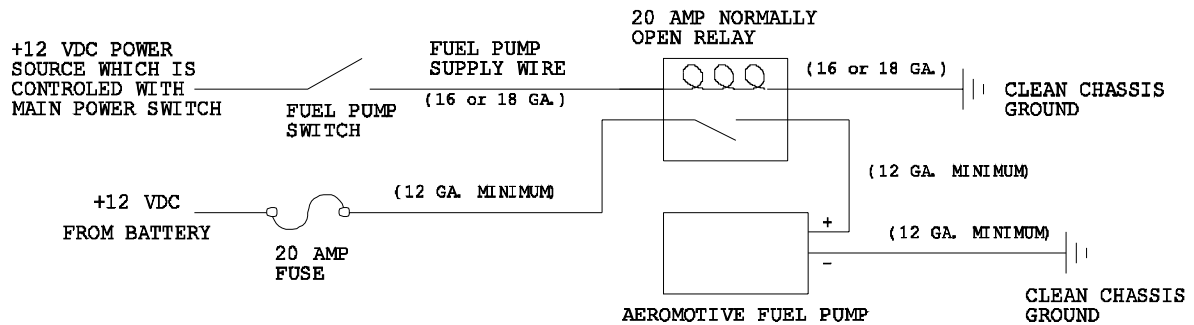 20 AMP NORMALLY
OPEN RELAY
+12 VDC POWER
SOURCE WHICH IS
CONTROLED WITH
MAIN POWER SWITCH
FUEL PUMP
SUPPLY WIRE
(16 or 18 GA.)
FUEL PUMP
SWITCH
(16 or 18 GA.)
CLEAN CHASSIS
GROUND
+12 VDC
FROM BATTERY
20 AMP
FUSE
(12 GA. MINIMUM)
(12 GA. MINIMUM)
+
-
(12 GA. MINIMUM)
AEROMOTIVE FUEL PUMP
CLEAN CHASSIS
GROUND